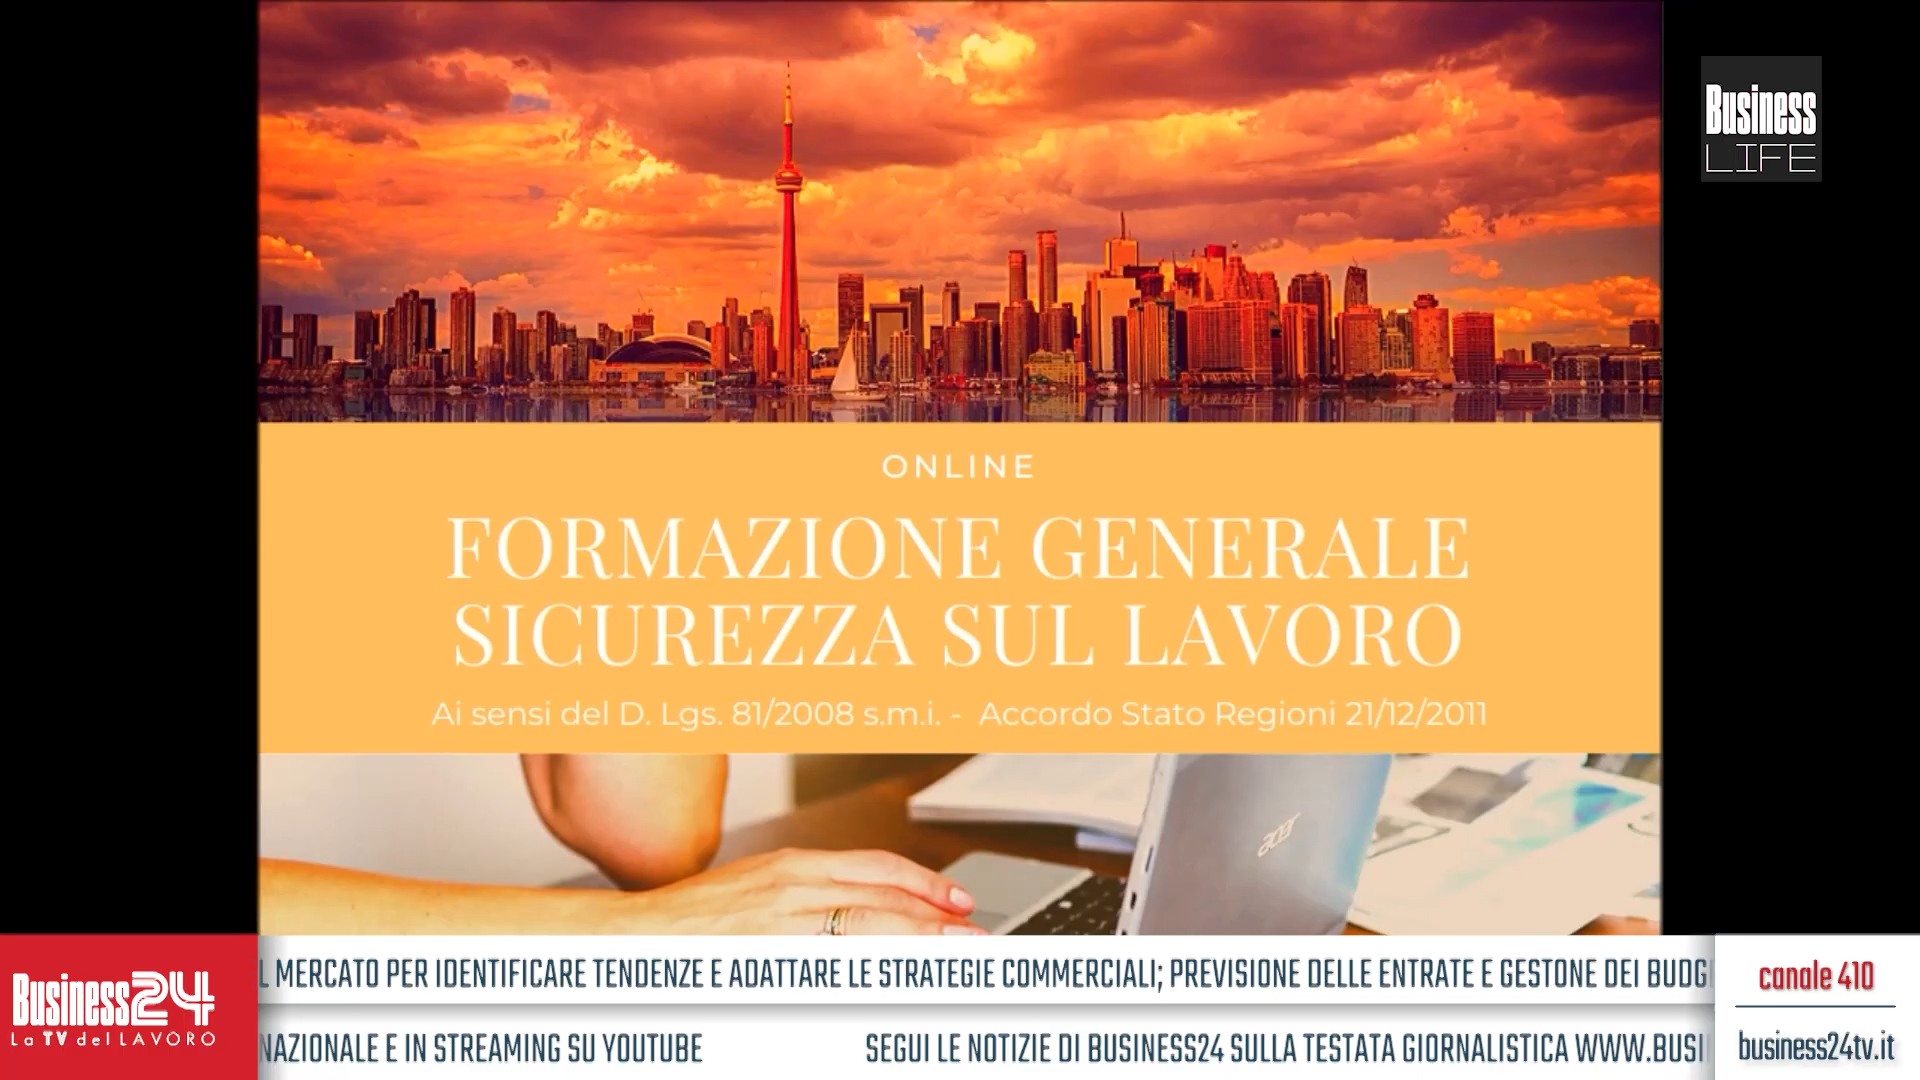 Business
LIFE
ONLINE
FORMAZIONE GENERALE
SICUREZZA SUL LAVORO
Ai sensi del D. Lgs. 81/2008 s.m.i. - Accordo Stato Regioni 21/12/2011
acer
L MERCATO PER IDENTIFICARE TENDENZE E ADATTARE LE STRATEGIE COMMERCIALI; PREVISIONE DELLE ENTRATE E GESTONE DEI BUDG
canale 410
Business24
La TV del LAVORO
NAZIONALE E IN STREAMING SU YOUTUBE SEGUI LE NOTIZIE DI BUSINESS24 SULLA TESTATA GIORNALISTICA WWW.BUSI
business24tv.it